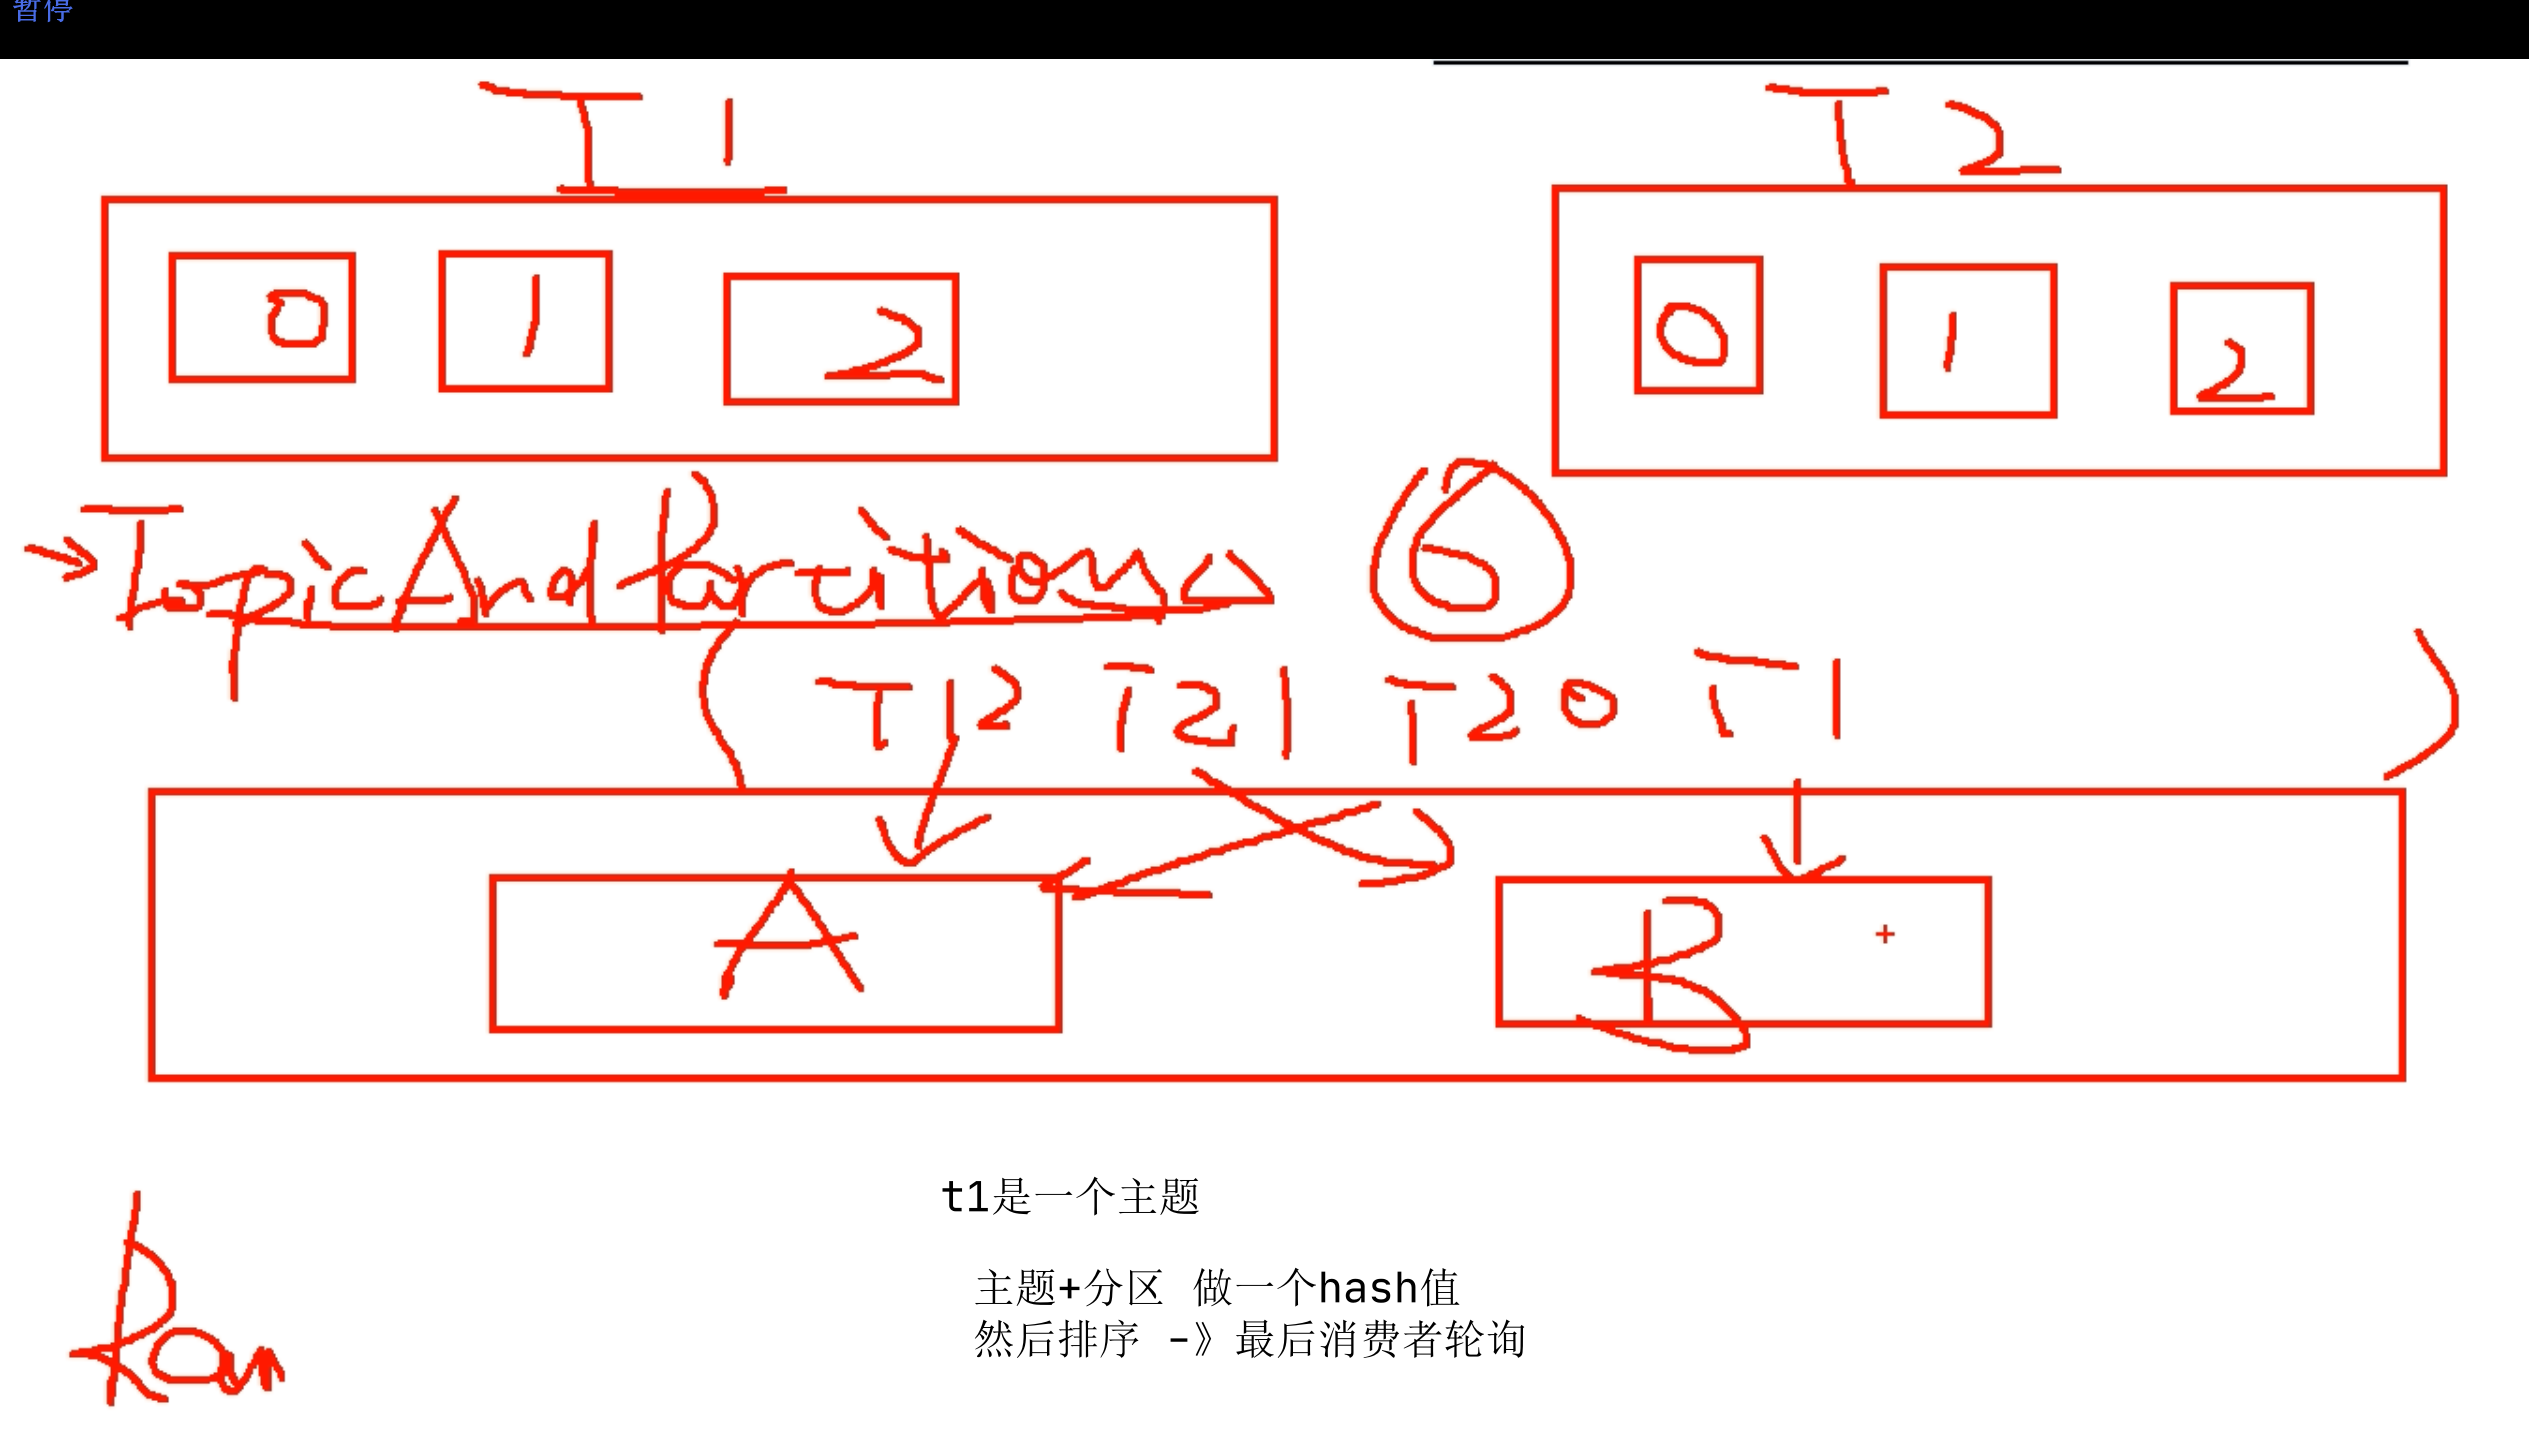 暂停
T1
T2
0 1 2
0 1 2
TopicAndPartitions
6
T12 T21 T20 T1
A
B
t1是一个主题
主题+分区 做一个hash值
然后排序 -》最后消费者轮询
Ran